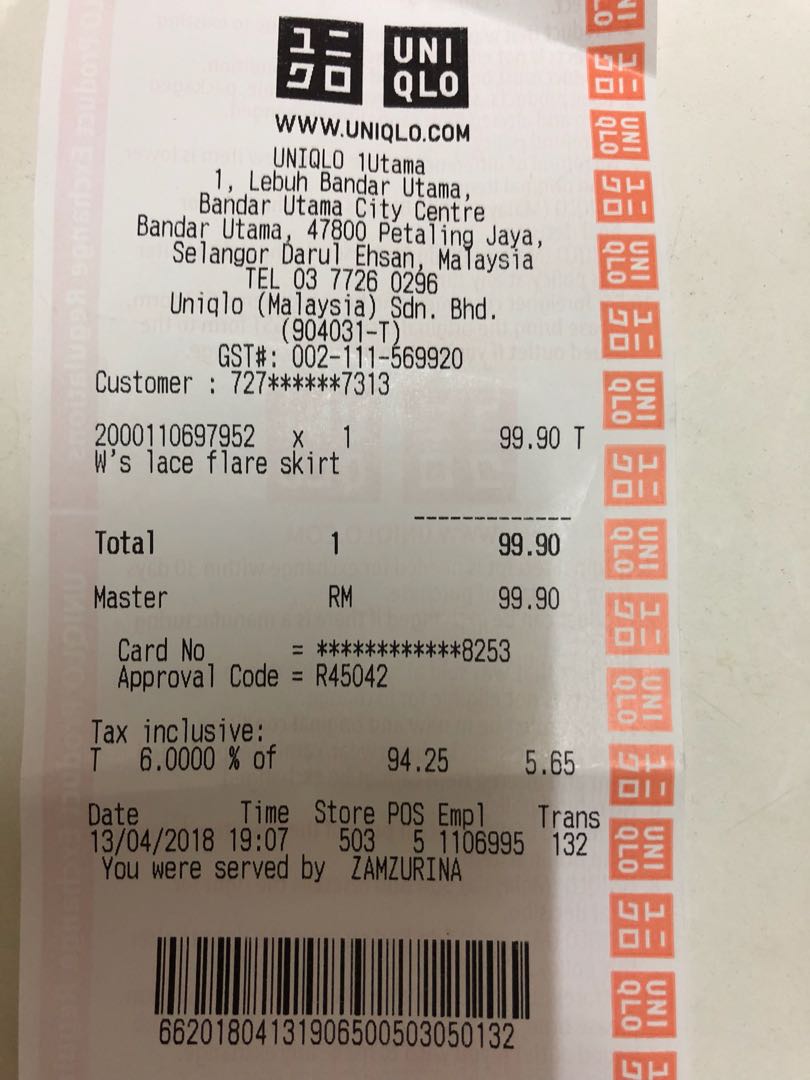 ユニ
クロ
UNI
QLO
WWW.UNIQLO.COM
UNIQLO 1Utama
1, Lebuh Bandar Utama,
Bandar Utama City Centre
Bandar Utama, 47800 Petaling Jaya,
Selangor Darul Ehsan, Malaysia
TEL 03 7726 0296
Uniqlo (Malaysia) Sdn. Bhd.
(904031-T)
GST#: 002-111-569920
Customer : 727******7313
2000110697952 x 1 99.90 T
W's lace flare skirt
-------------
Total 1 99.90
Master RM 99.90
Card No = ************8253
Approval Code = R45042
Tax inclusive:
T 6.0000 % of 94.25 5.65
Date Time Store POS Empl Trans
13/04/2018 19:07 503 5 1106995 132
You were served by ZAMZURINA
66201804131906500503050132